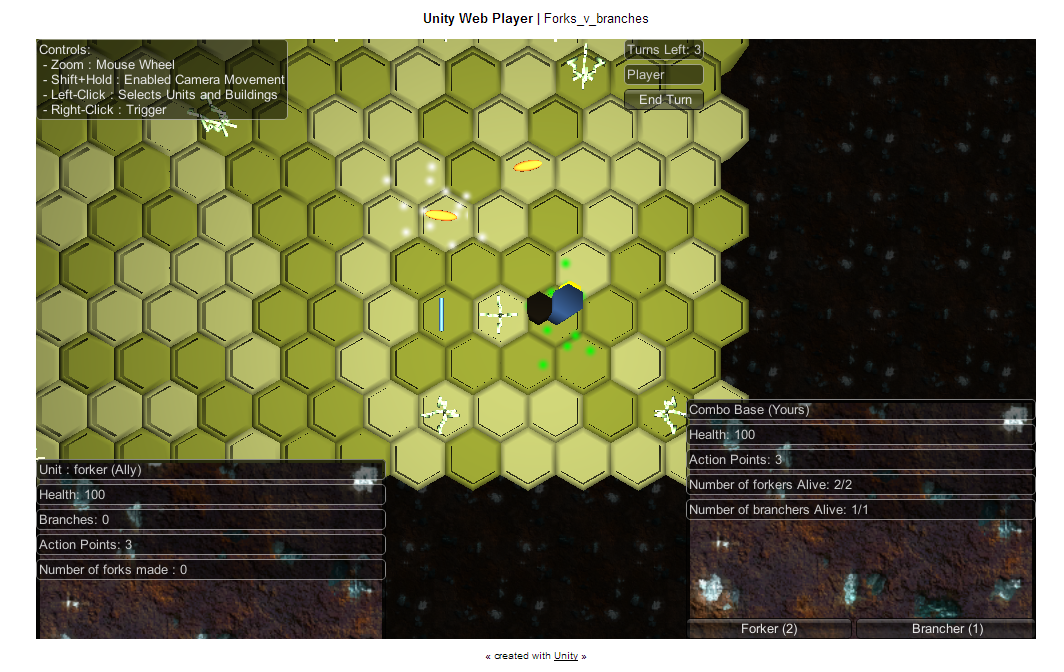 Unity Web Player | Forks_v_branches
Controls:
- Zoom : Mouse Wheel
- Shift+Hold : Enabled Camera Movement
- Left-Click : Selects Units and Buildings
- Right-Click : Trigger
Turns Left: 3
Player
End Turn
Unit : forker (Ally)
Health: 100
Branches: 0
Action Points: 3
Number of forks made : 0
Combo Base (Yours)
Health: 100
Action Points: 3
Number of forkers Alive: 2/2
Number of branchers Alive: 1/1
Forker (2)
Brancher (1)
« created with Unity »